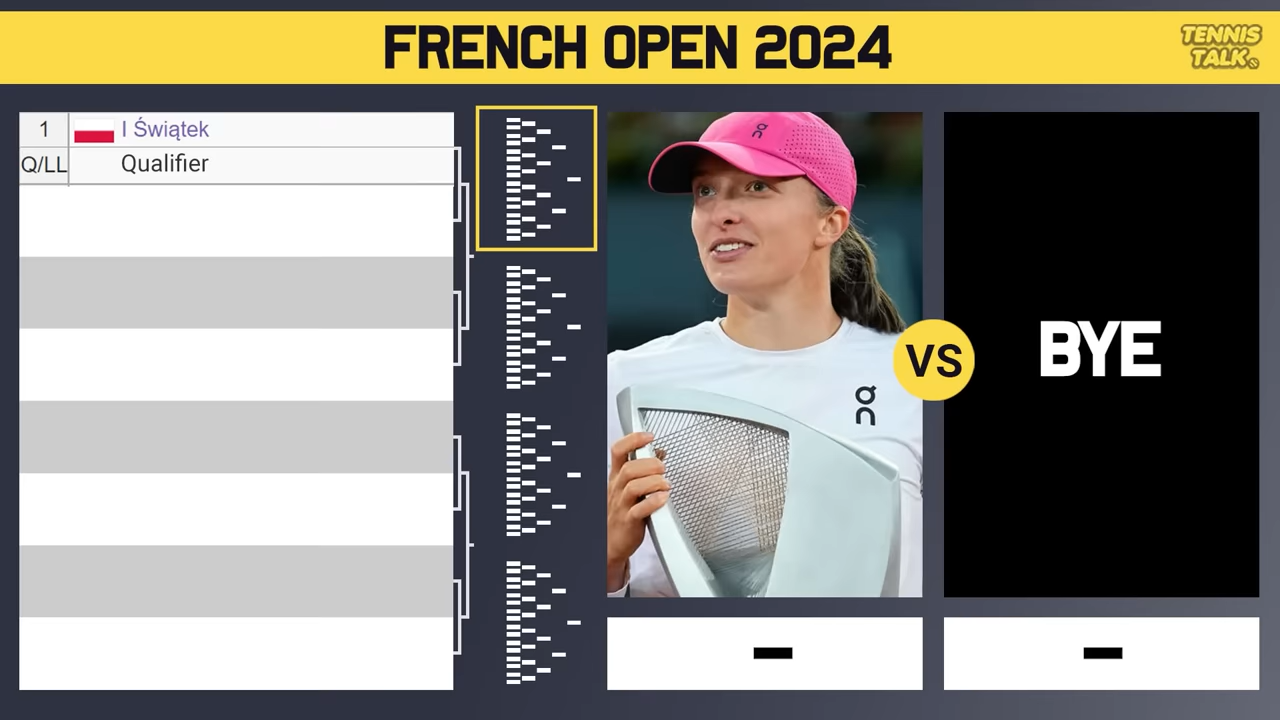 FRENCH OPEN 2024
TENNIS
TALK
1 I Świątek
Q/LL Qualifier
VS
BYE
-
-